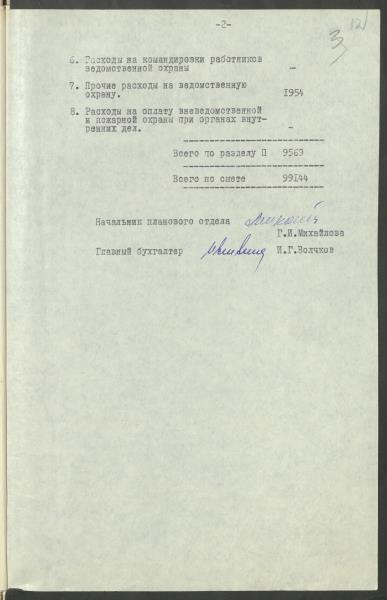 -2-
12
3
6. Расходы на командировки работников
ведомственной охраны -
7. Прочие расходы на ведомственную
охрану. 1954
8. Расходы на оплату вневедомственной
и пожарной охраны при органах внут-
ренних дел. -
Всего по разделу П 9569
Всего по смете 99144
Начальник планового отдела
Г.И.Михайлова
Главный бухгалтер И.Г.Волчков